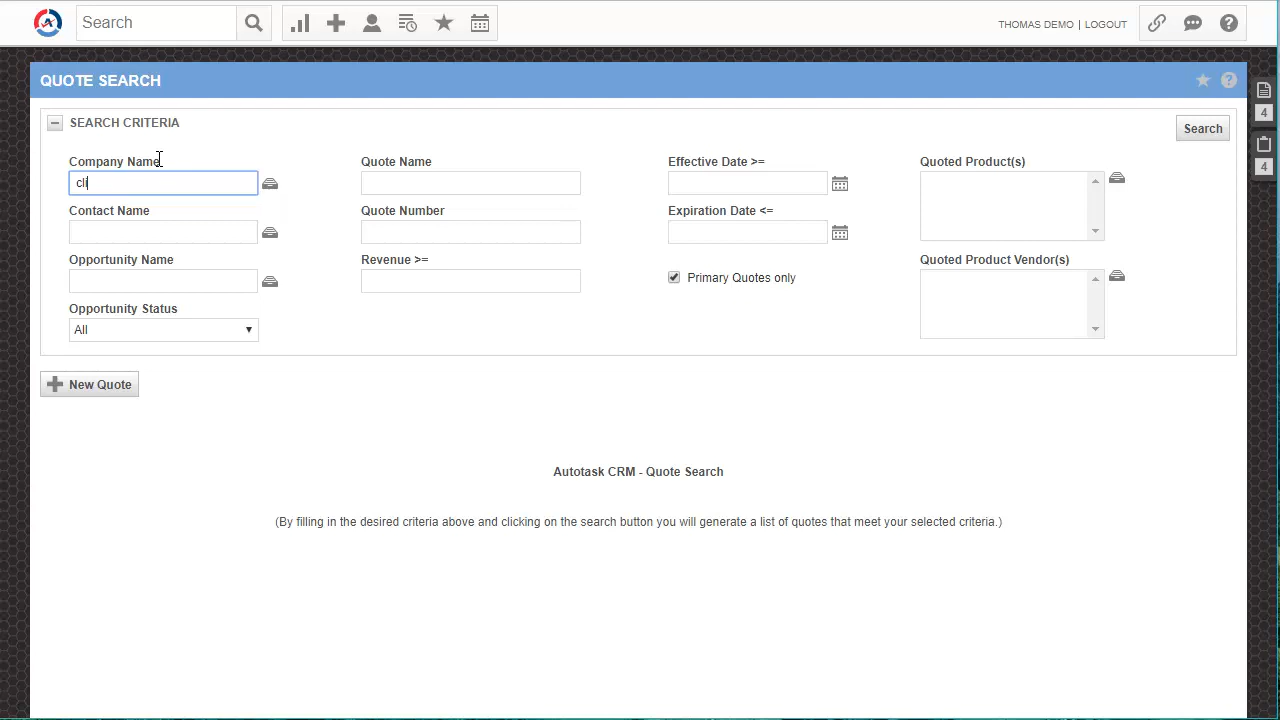 Search
THOMAS DEMO | LOGOUT
QUOTE SEARCH
SEARCH CRITERIA
Search
Company Name
Quote Name
Effective Date >=
Quoted Product(s)
cli
Contact Name
Quote Number
Expiration Date <=
Opportunity Name
Revenue >=
Primary Quotes only
Quoted Product Vendor(s)
Opportunity Status
All
New Quote
Autotask CRM - Quote Search
(By filling in the desired criteria above and clicking on the search button you will generate a list of quotes that meet your selected criteria.)
4
4